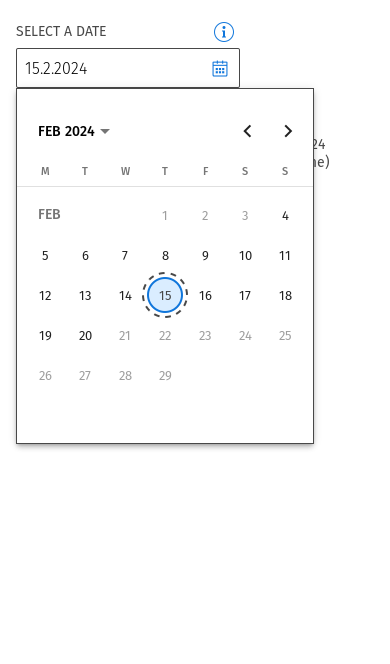 SELECT A DATE
15.2.2024
FEB 2024
M T W T F S S
FEB 1 2 3 4
5 6 7 8 9 10 11
12 13 14 15 16 17 18
19 20 21 22 23 24 25
26 27 28 29